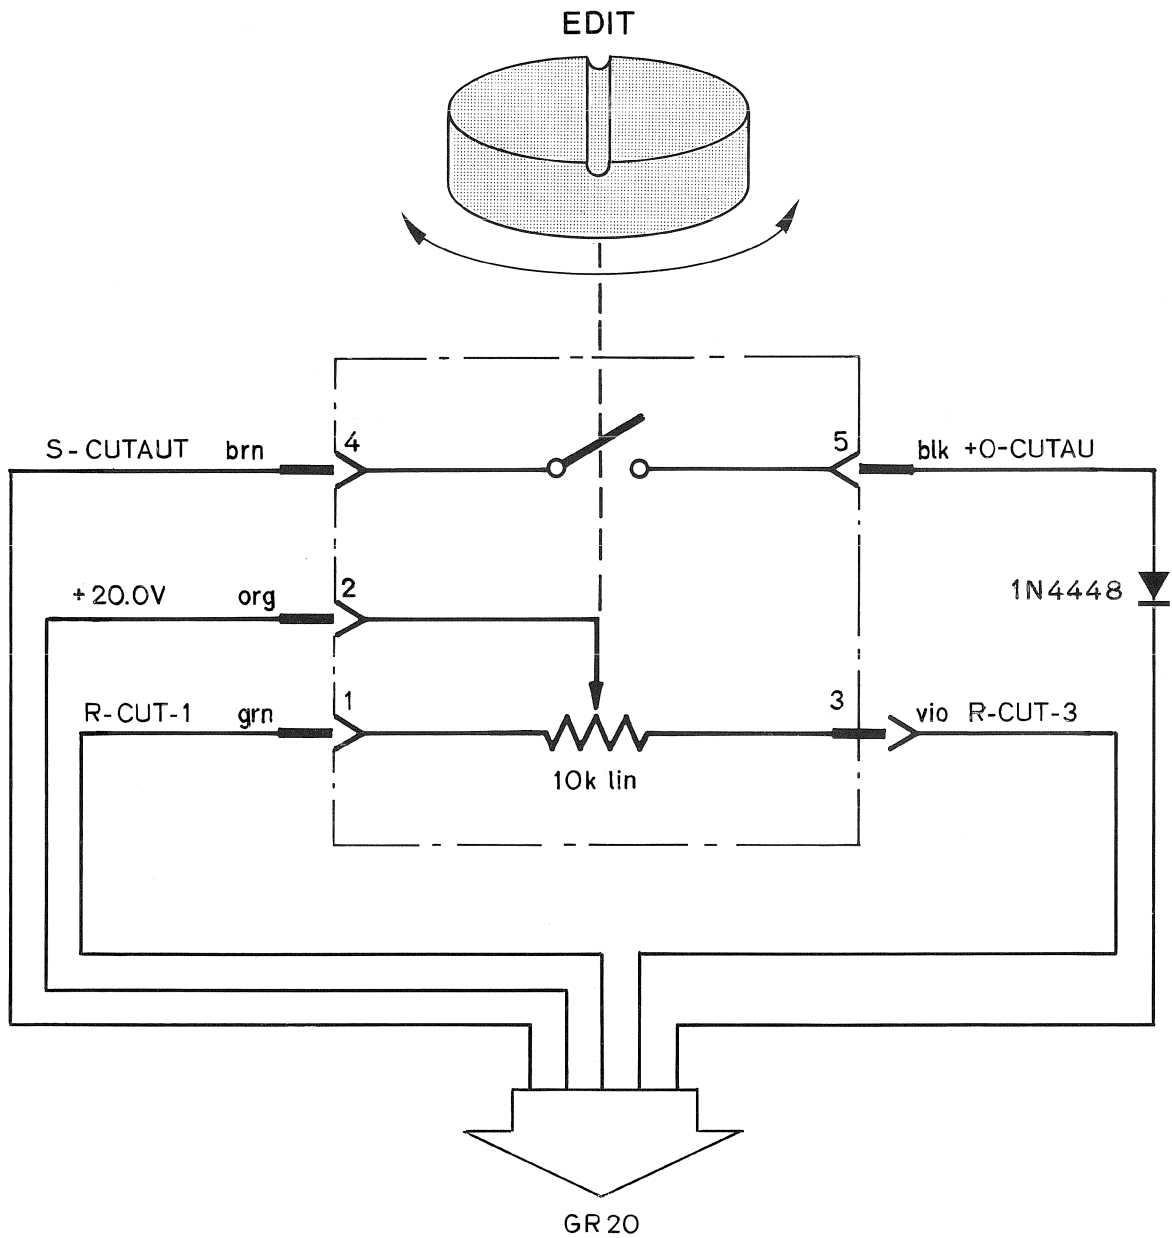 EDIT
S-CUTAUT brn 4 5 blk +0-CUTAU
+20.0V org 2 1N4448
R-CUT-1 grn 1 3 vio R-CUT-3
10k lin
GR20